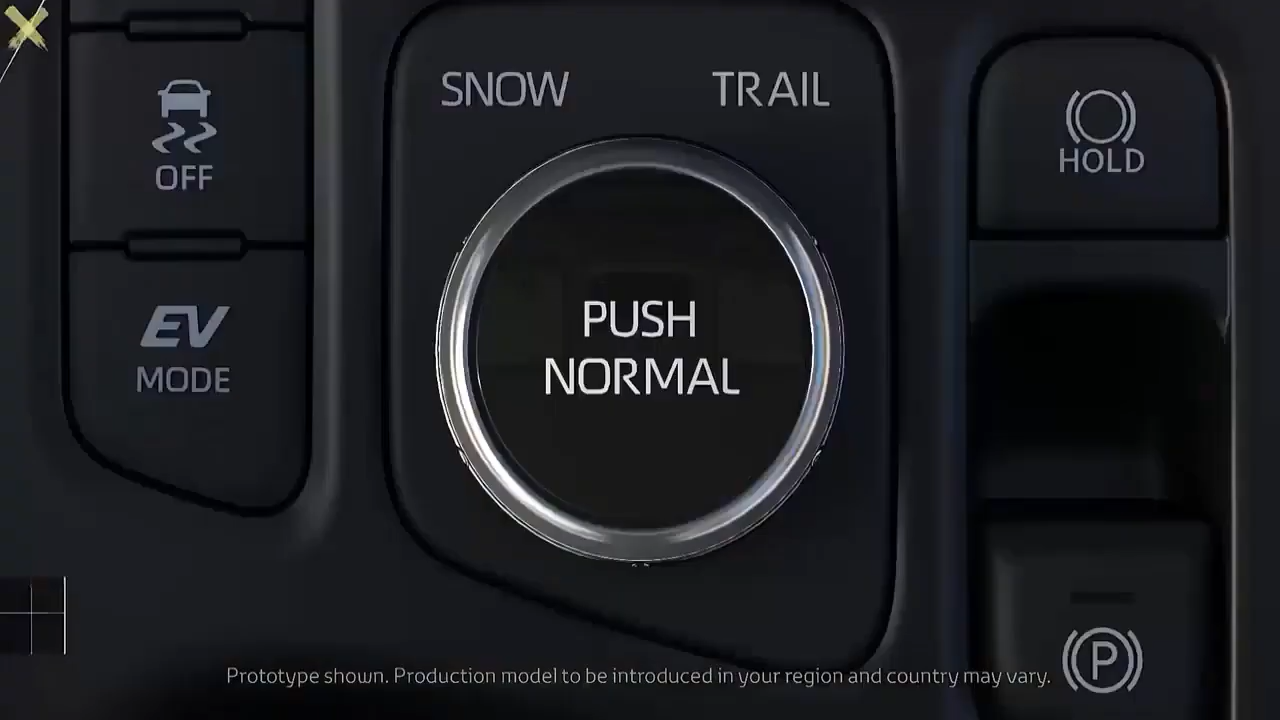 SNOW
TRAIL
OFF
HOLD
PUSH
NORMAL
EV
MODE
P
Prototype shown. Production model to be introduced in your region and country may vary.